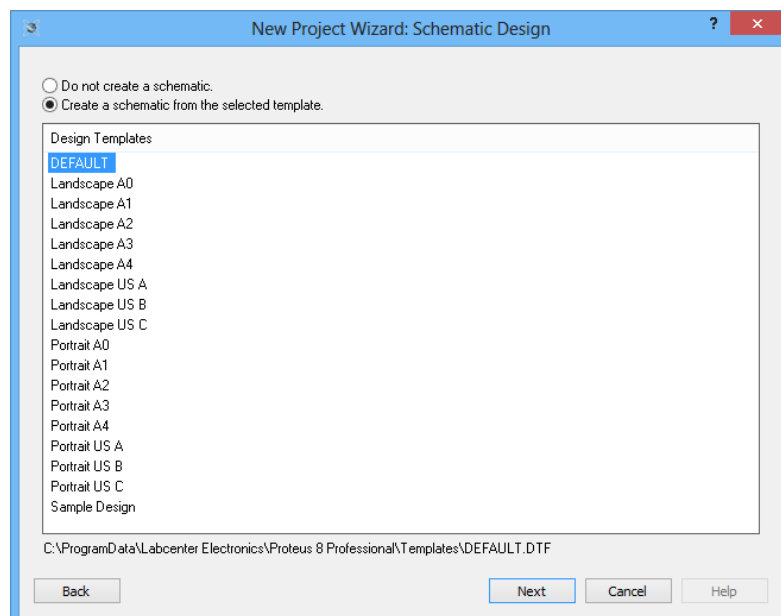 New Project Wizard: Schematic Design
?
Do not create a schematic.
Create a schematic from the selected template.
Design Templates
DEFAULT
Landscape A0
Landscape A1
Landscape A2
Landscape A3
Landscape A4
Landscape US A
Landscape US B
Landscape US C
Portrait A0
Portrait A1
Portrait A2
Portrait A3
Portrait A4
Portrait US A
Portrait US B
Portrait US C
Sample Design
C:\ProgramData\Labcenter Electronics\Proteus 8 Professional\Templates\DEFAULT.DTF
Back Next Cancel Help